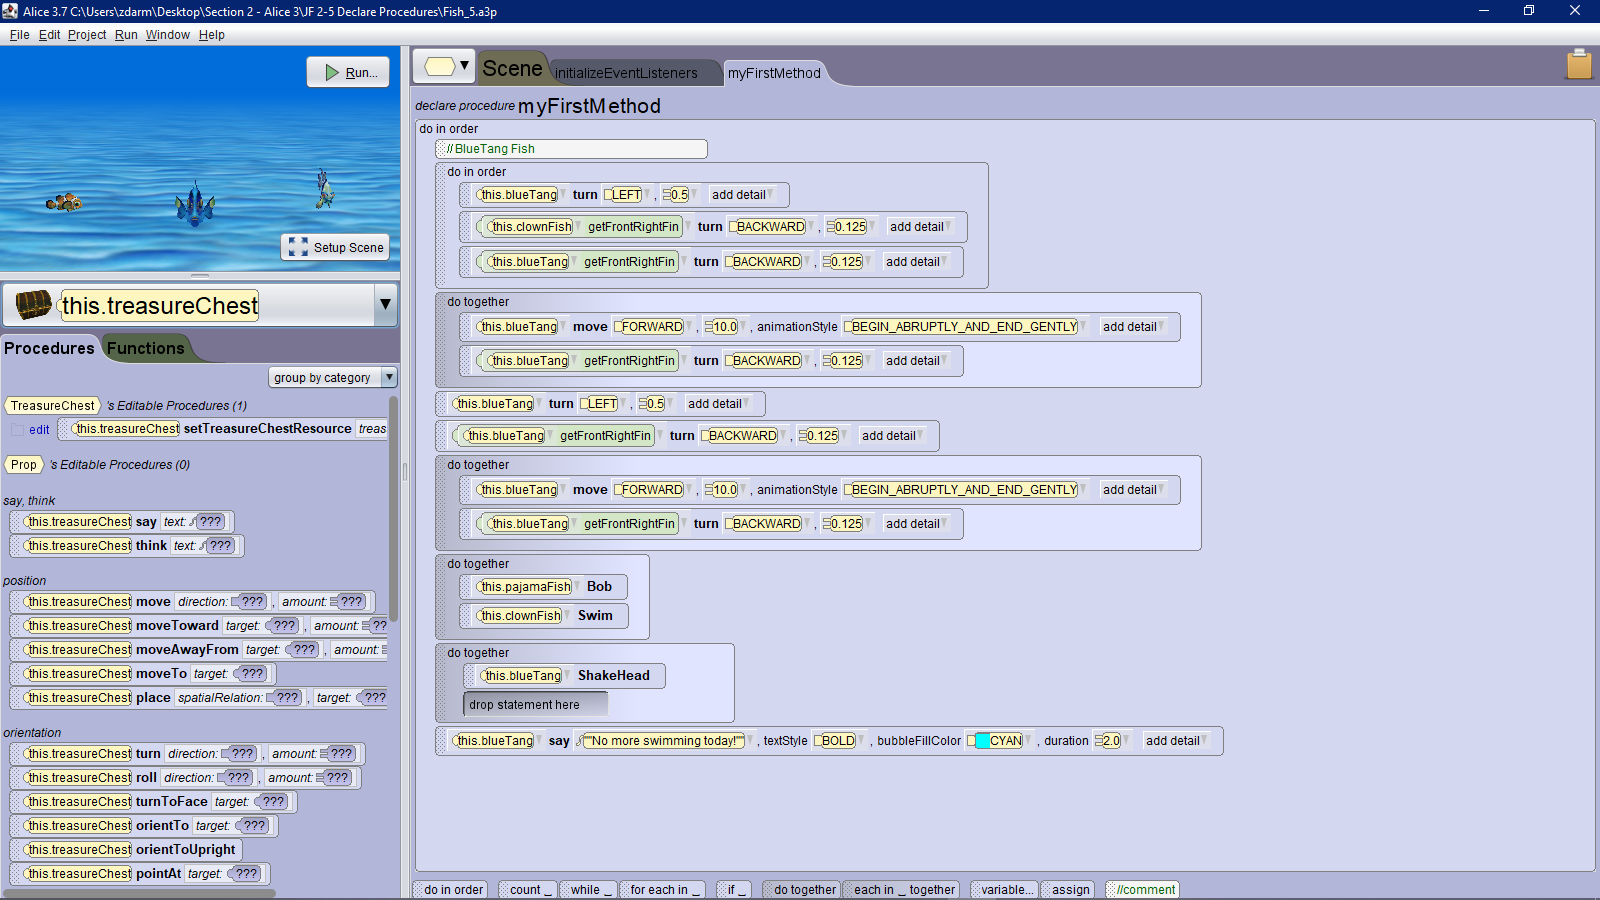 Alice 3.7 C:\Users\zdarm\Desktop\Section 2 - Alice 3\JF 2-5 Declare Procedures\Fish_5.a3p
File Edit Project Run Window Help
Run...
Setup Scene
this.treasureChest
Procedures Functions
group by category
TreasureChest 's Editable Procedures (1)
edit this.treasureChest setTreasureChestResource treas
Prop 's Editable Procedures (0)
say, think
this.treasureChest say text: ???
this.treasureChest think text: ???
position
this.treasureChest move direction: ??? , amount: ???
this.treasureChest moveToward target: ??? , amount: ??
this.treasureChest moveAwayFrom target: ??? , amount:
this.treasureChest moveTo target: ???
this.treasureChest place spatialRelation: ??? , target: ???
orientation
this.treasureChest turn direction: ??? , amount: ???
this.treasureChest roll direction: ??? , amount: ???
this.treasureChest turnToFace target: ???
this.treasureChest orientTo target: ???
this.treasureChest orientToUpright
this.treasureChest pointAt target: ???
Scene initializeEventListeners myFirstMethod
declare procedure myFirstMethod
do in order
//BlueTang Fish
do in order
this.blueTang turn LEFT , 0.5 add detail
this.clownFish getFrontRightFin turn BACKWARD , 0.125 add detail
this.blueTang getFrontRightFin turn BACKWARD , 0.125 add detail
do together
this.blueTang move FORWARD , 10.0 , animationStyle BEGIN_ABRUPTLY_AND_END_GENTLY add detail
this.blueTang getFrontRightFin turn BACKWARD , 0.125 add detail
this.blueTang turn LEFT , 0.5 add detail
this.blueTang getFrontRightFin turn BACKWARD , 0.125 add detail
do together
this.blueTang move FORWARD , 10.0 , animationStyle BEGIN_ABRUPTLY_AND_END_GENTLY add detail
this.blueTang getFrontRightFin turn BACKWARD , 0.125 add detail
do together
this.pajamaFish Bob
this.clownFish Swim
do together
this.blueTang ShakeHead
drop statement here
this.blueTang say "No more swimming today!" , textStyle BOLD , bubbleFillColor CYAN , duration 2.0 add detail
do in order count _ while _ for each in _ if _ do together each in _ together variable... assign //comment